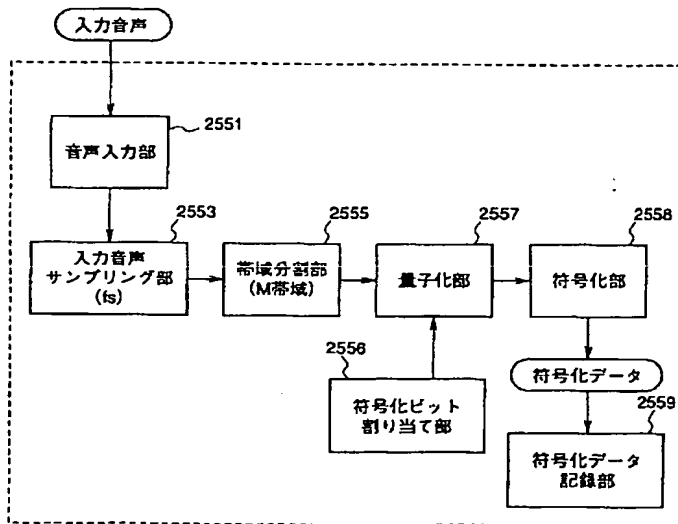 入力音声
2551
音声入力部
2553
入力音声
サンプリング部
(fs)
2555
帯域分割部
(M帯域)
2557
量子化部
2558
符号化部
2556
符号化ビット
割り当て部
符号化データ
2559
符号化データ
記録部